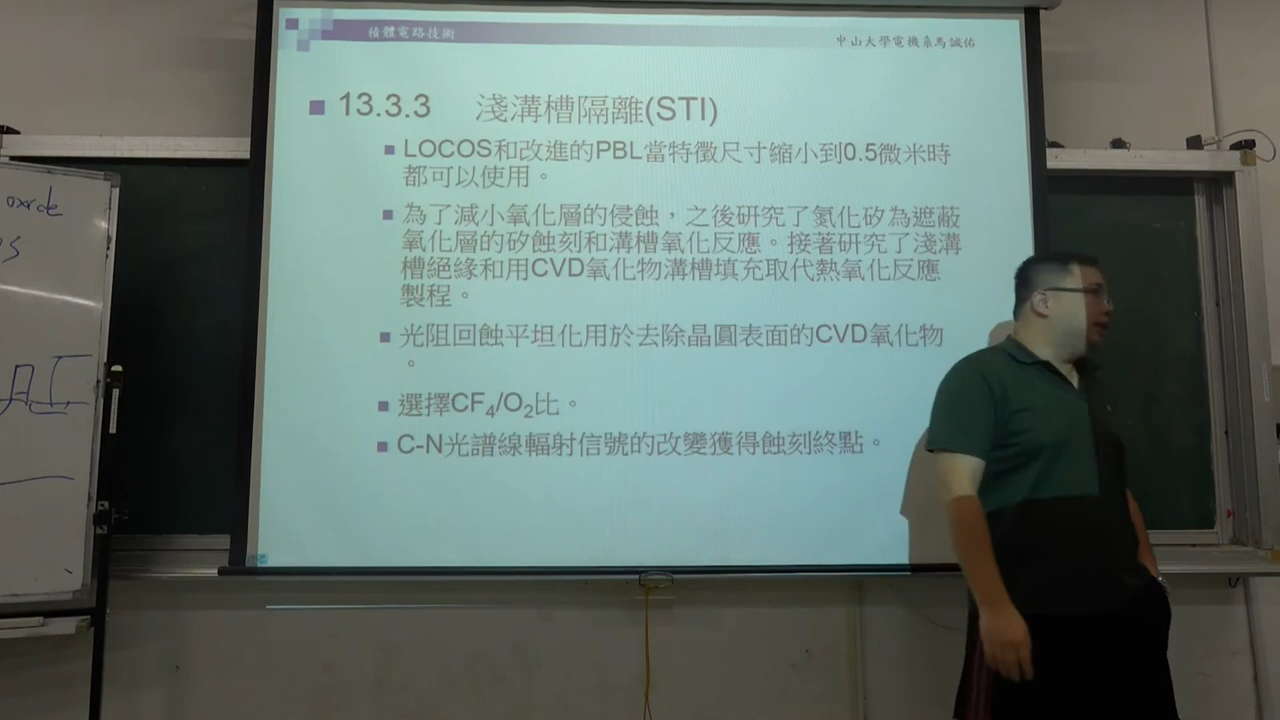 積體電路技術
中山大學電機系馬誠佑
13.3.3 淺溝槽隔離(STI)
LOCOS和改進的PBL當特徵尺寸縮小到0.5微米時
都可以使用。
為了減小氧化層的侵蝕，之後研究了氮化矽為遮蔽
氧化層的矽蝕刻和溝槽氧化反應。接著研究了淺溝
槽絕緣和用CVD氧化物溝槽填充取代熱氧化反應
製程。
光阻回蝕平坦化用於去除晶圓表面的CVD氧化物
。
選擇CF₄/O₂比。
C-N光譜線輻射信號的改變獲得蝕刻終點。